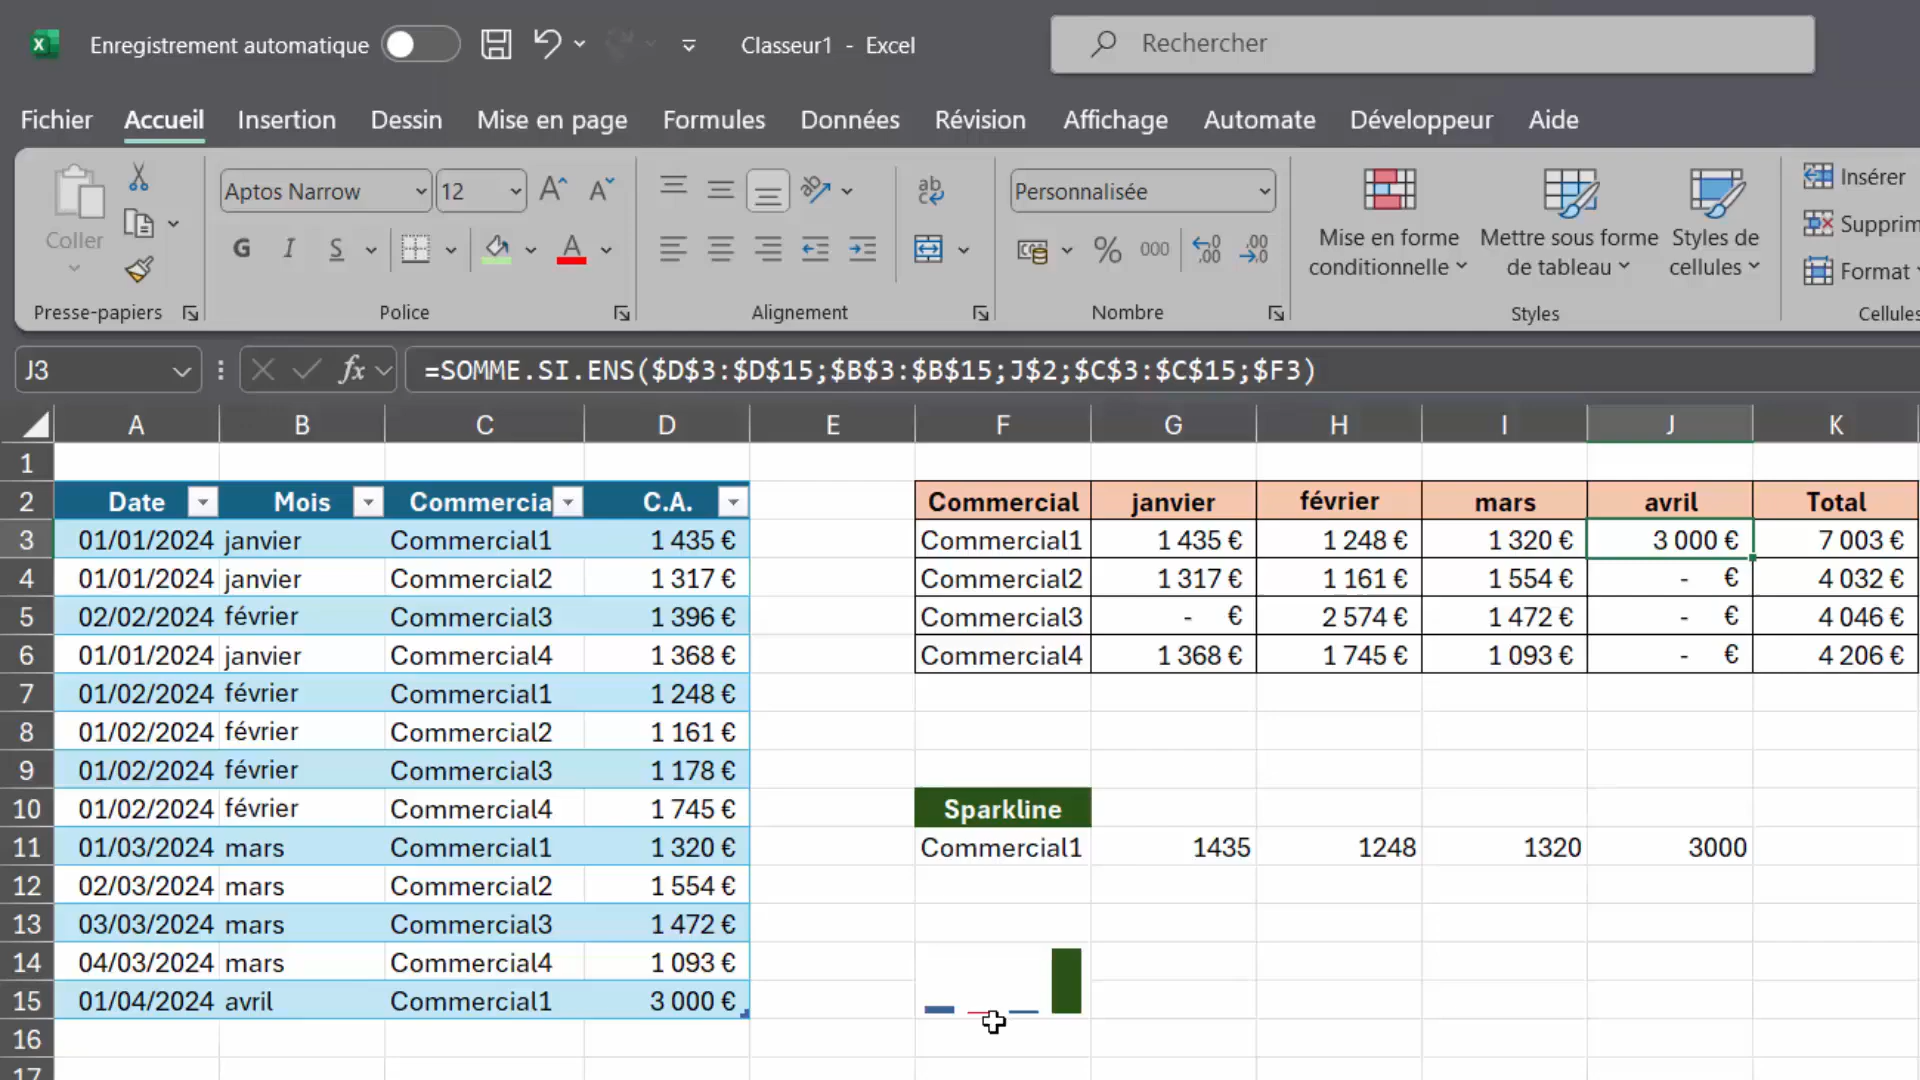 Enregistrement automatique Classeur1 - Excel Rechercher
Fichier Accueil Insertion Dessin Mise en page Formules Données Révision Affichage Automate Développeur Aide
Coller
Presse-papiers
Aptos Narrow 12
G I S A
Police
ab
Alignement
Personnalisée
% 000
Nombre
Mise en forme conditionnelle
Mettre sous forme de tableau
Styles de cellules
Styles
Insérer
Supprim
Format
Cellules
J3 fx =SOMME.SI.ENS($D$3:$D$15;$B$3:$B$15;J$2;$C$3:$C$15;$F3)
A B C D E F G H I J K
1
2 Date Mois Commercia C.A. Commercial janvier février mars avril Total
3 01/01/2024 janvier Commercial1 1 435 € Commercial1 1 435 € 1 248 € 1 320 € 3 000 € 7 003 €
4 01/01/2024 janvier Commercial2 1 317 € Commercial2 1 317 € 1 161 € 1 554 € - € 4 032 €
5 02/02/2024 février Commercial3 1 396 € Commercial3 - € 2 574 € 1 472 € - € 4 046 €
6 01/01/2024 janvier Commercial4 1 368 € Commercial4 1 368 € 1 745 € 1 093 € - € 4 206 €
7 01/02/2024 février Commercial1 1 248 €
8 01/02/2024 février Commercial2 1 161 €
9 01/02/2024 février Commercial3 1 178 €
10 01/02/2024 février Commercial4 1 745 € Sparkline
11 01/03/2024 mars Commercial1 1 320 € Commercial1 1435 1248 1320 3000
12 02/03/2024 mars Commercial2 1 554 €
13 03/03/2024 mars Commercial3 1 472 €
14 04/03/2024 mars Commercial4 1 093 €
15 01/04/2024 avril Commercial1 3 000 €
16
17